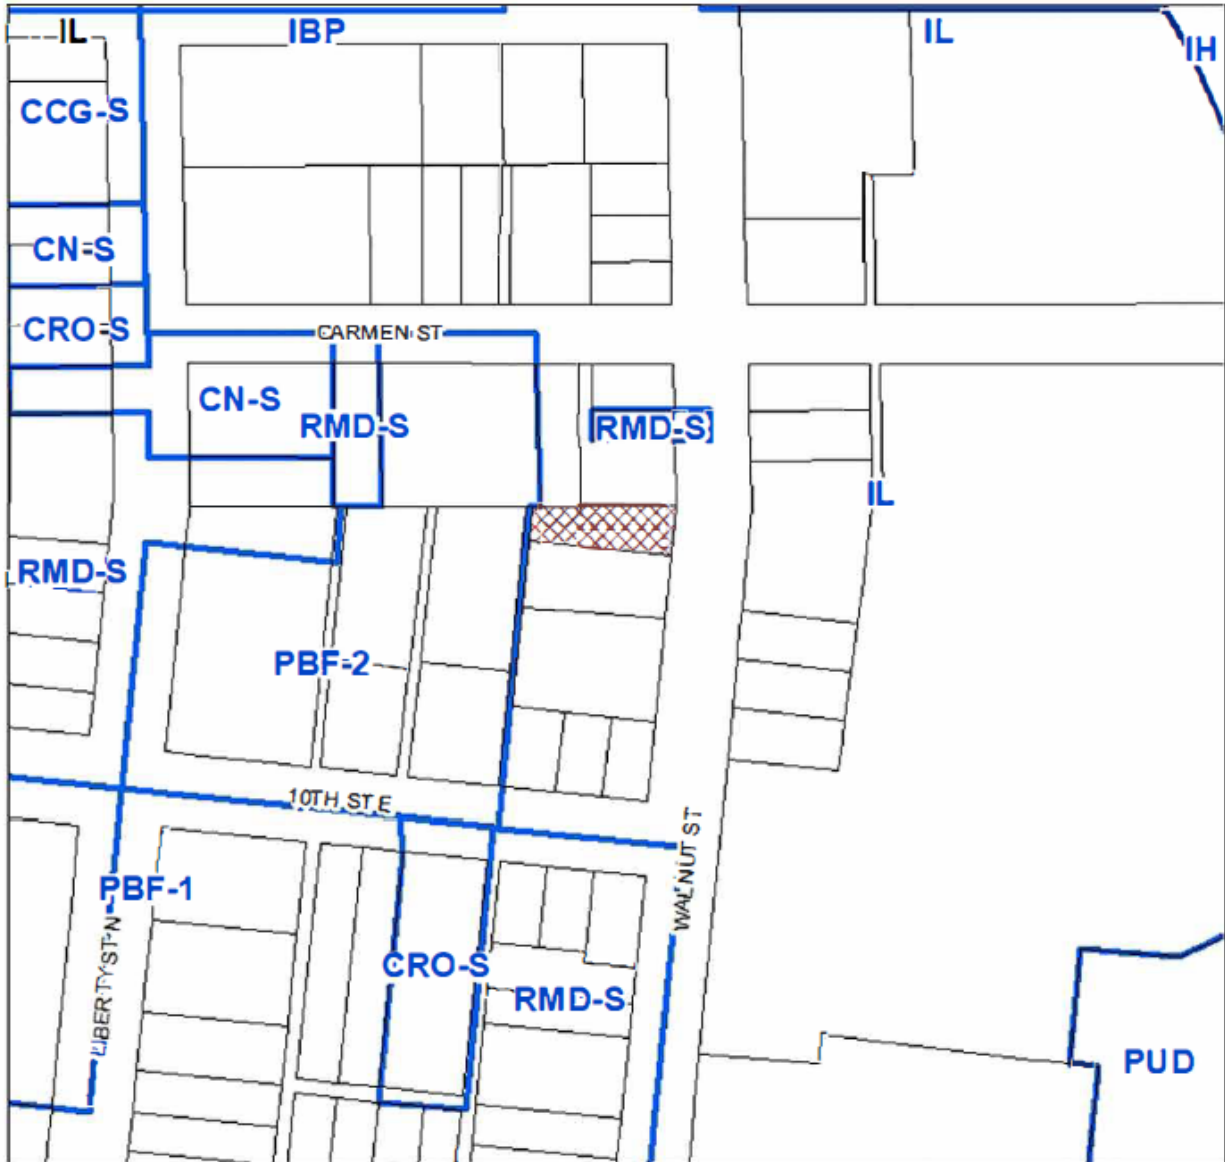 IL
IBP
IL
IH
CCG-S
CN-S
CRO-S
CARMEN ST
CN-S
RMD-S
RMD-S
IL
RMD-S
PBF-2
10TH ST E
WALNUT ST
PBF-1
LIBERTY ST N
CRO-S
RMD-S
PUD